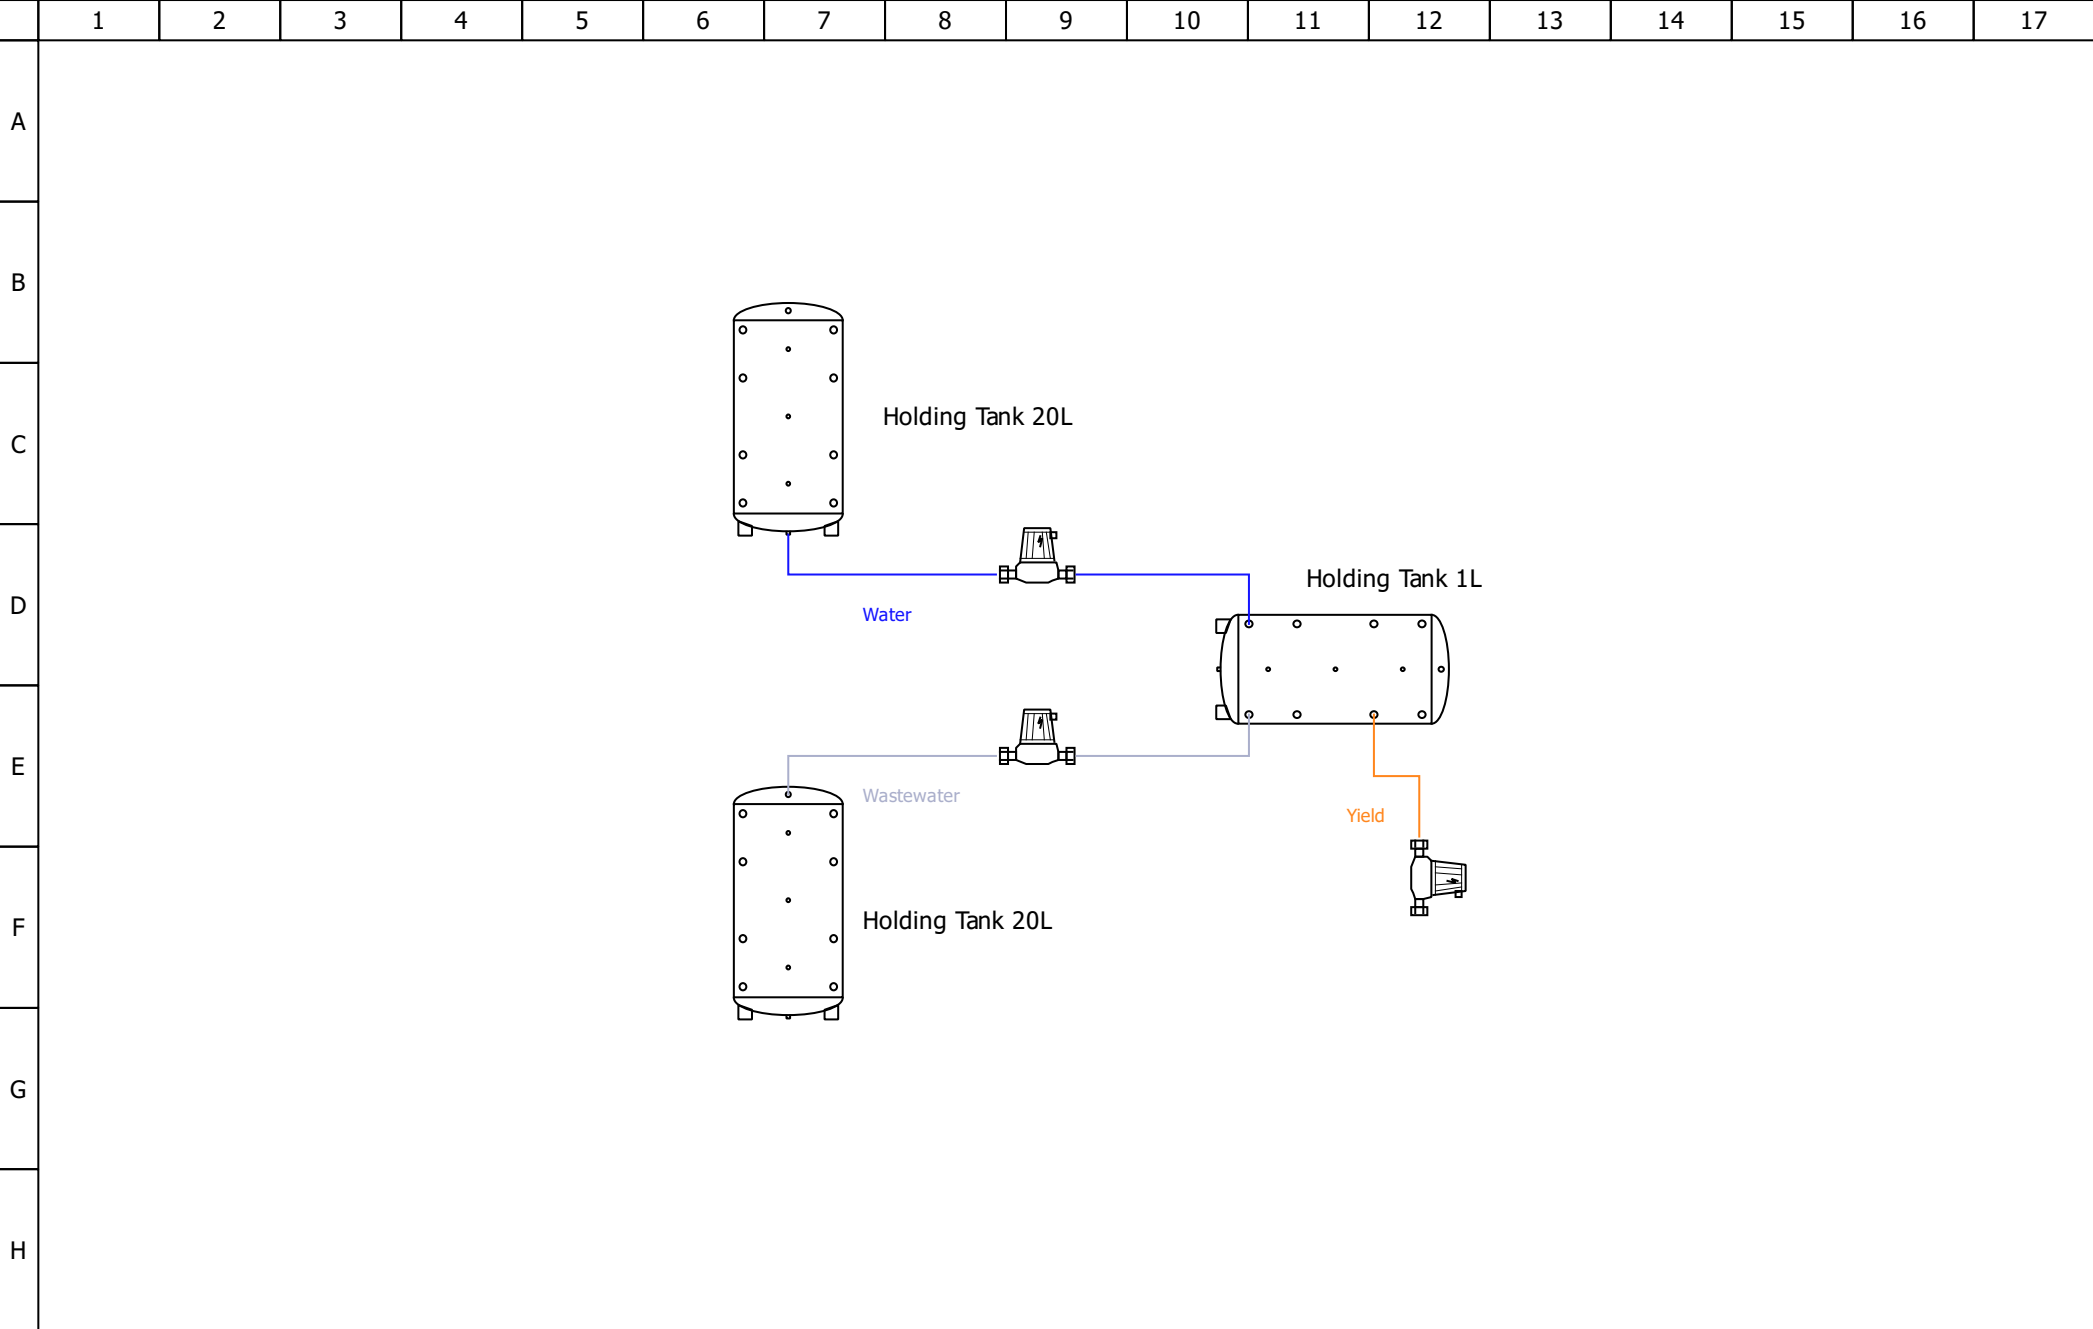 1 2 3 4 5 6 7 8 9 10 11 12 13 14 15 16 17
A
B
C
Holding Tank 20L
D
Holding Tank 1L
Water
E
Wastewater
Yield
F
Holding Tank 20L
G
H